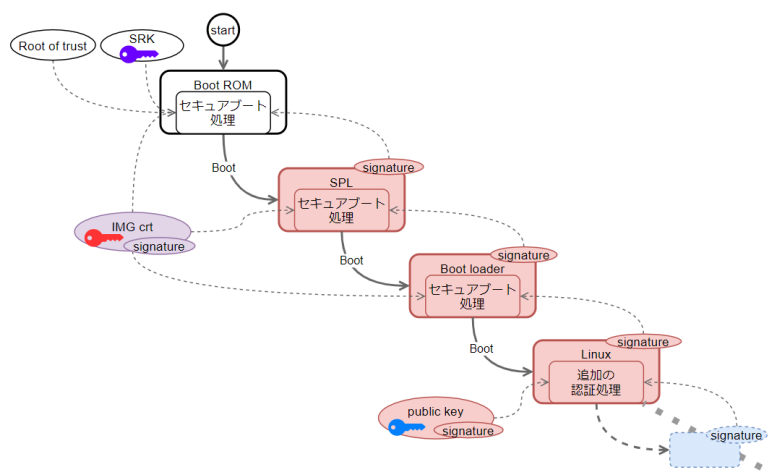 start
Root of trust
SRK
Boot ROM
セキュアブート
処理
Boot
signature
SPL
セキュアブート
処理
IMG crt
signature
Boot
signature
Boot loader
セキュアブート
処理
Boot
signature
Linux
追加の
認証処理
public key
signature
signature